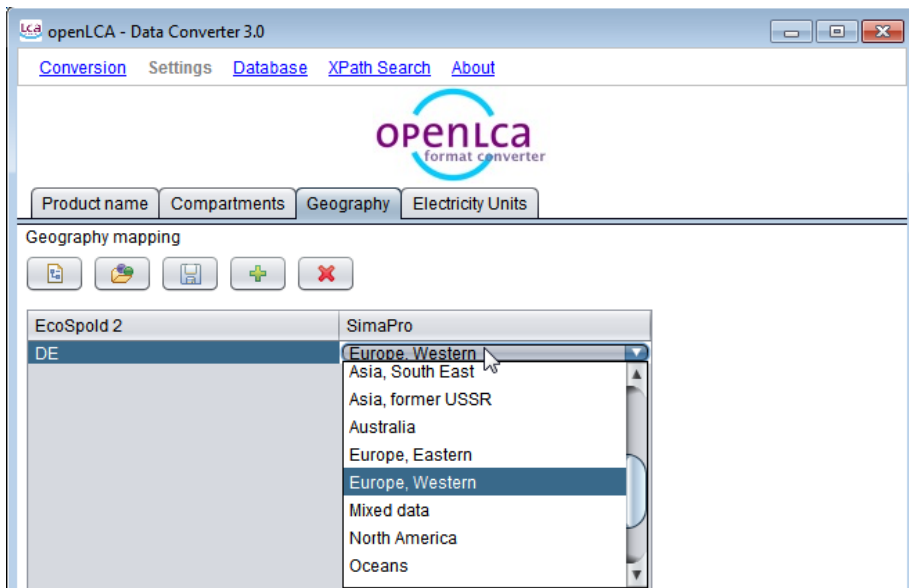 LCA openLCA - Data Converter 3.0
Conversion Settings Database XPath Search About
openLca
format converter
Product name Compartments Geography Electricity Units
Geography mapping
EcoSpold 2 SimaPro
DE Europe, Western
Asia, South East
Asia, former USSR
Australia
Europe, Eastern
Europe, Western
Mixed data
North America
Oceans